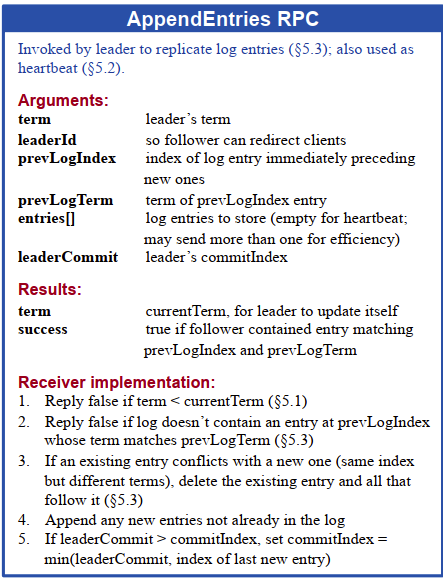 AppendEntries RPC
Invoked by leader to replicate log entries (§5.3); also used as
heartbeat (§5.2).
Arguments:
term leader's term
leaderId so follower can redirect clients
prevLogIndex index of log entry immediately preceding
new ones
prevLogTerm term of prevLogIndex entry
entries[] log entries to store (empty for heartbeat;
may send more than one for efficiency)
leaderCommit leader's commitIndex
Results:
term currentTerm, for leader to update itself
success true if follower contained entry matching
prevLogIndex and prevLogTerm
Receiver implementation:
1. Reply false if term < currentTerm (§5.1)
2. Reply false if log doesn't contain an entry at prevLogIndex
whose term matches prevLogTerm (§5.3)
3. If an existing entry conflicts with a new one (same index
but different terms), delete the existing entry and all that
follow it (§5.3)
4. Append any new entries not already in the log
5. If leaderCommit > commitIndex, set commitIndex =
min(leaderCommit, index of last new entry)